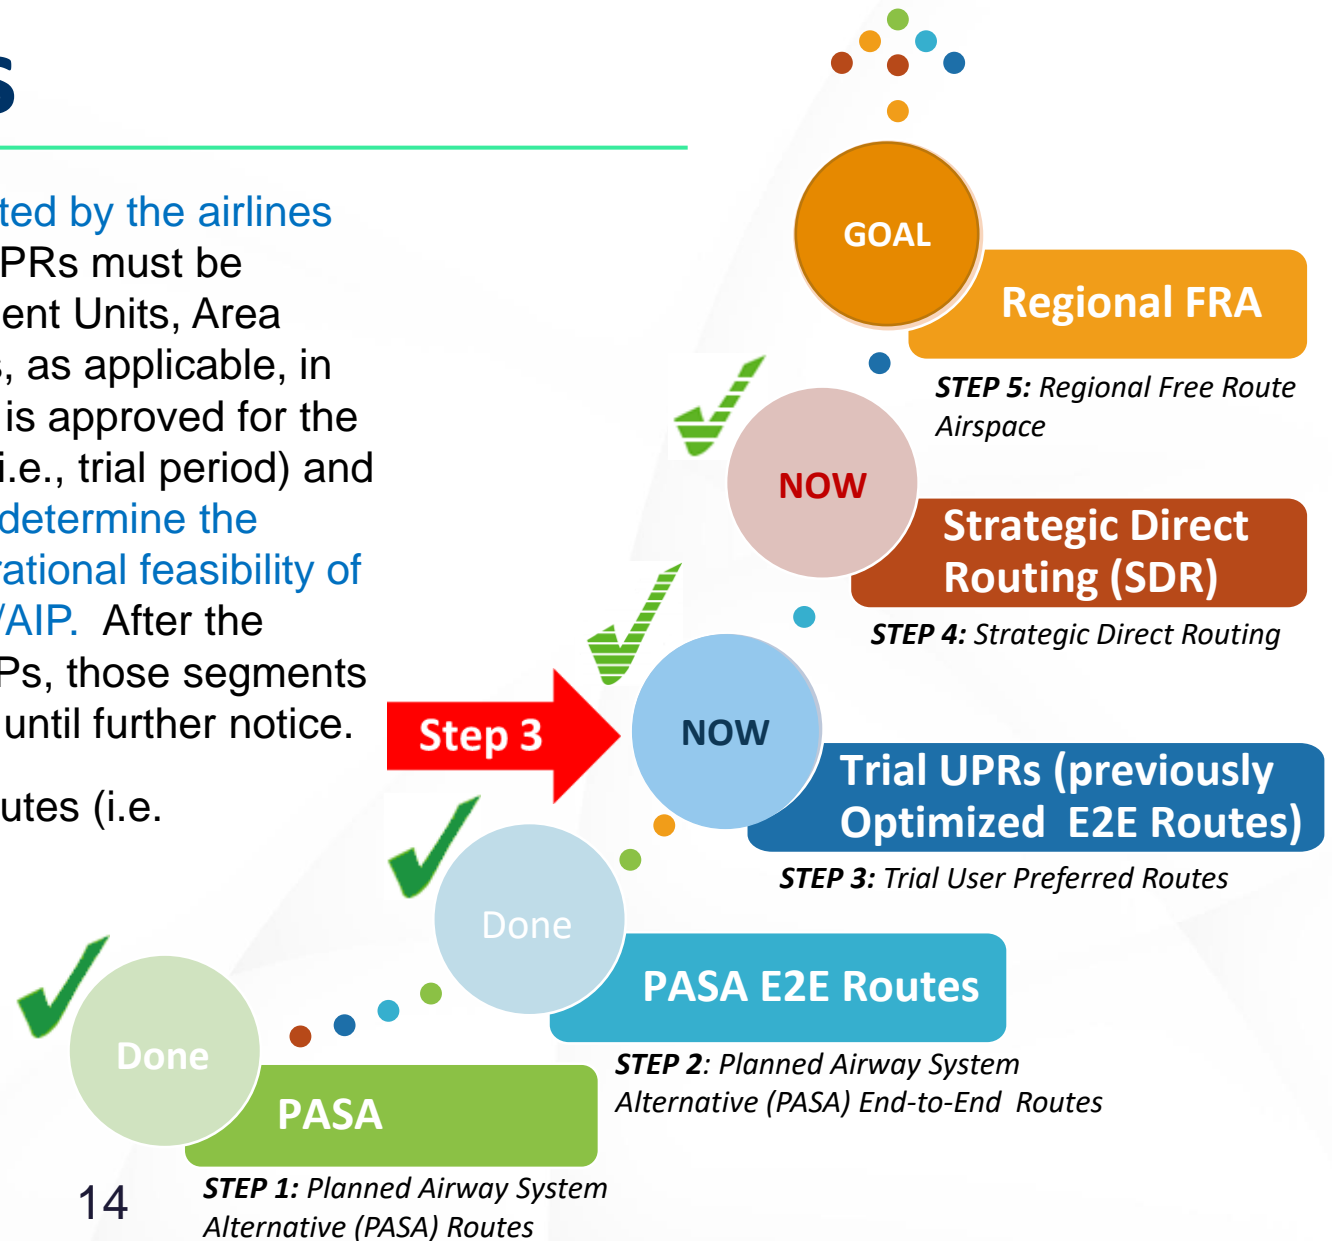 s
ted by the airlines
PRs must be
ent Units, Area
s, as applicable, in
is approved for the
i.e., trial period) and
determine the
rational feasibility of
/AIP.  After the
Ps, those segments
until further notice.
utes (i.e.
GOAL
Regional FRA
STEP 5: Regional Free Route
Airspace
NOW
Strategic Direct
Routing (SDR)
STEP 4: Strategic Direct Routing
Step 3
NOW
Trial UPRs (previously
Optimized  E2E Routes)
STEP 3: Trial User Preferred Routes
Done
PASA E2E Routes
STEP 2: Planned Airway System
Alternative (PASA) End-to-End  Routes
Done
PASA
STEP 1: Planned Airway System
Alternative (PASA) Routes
14